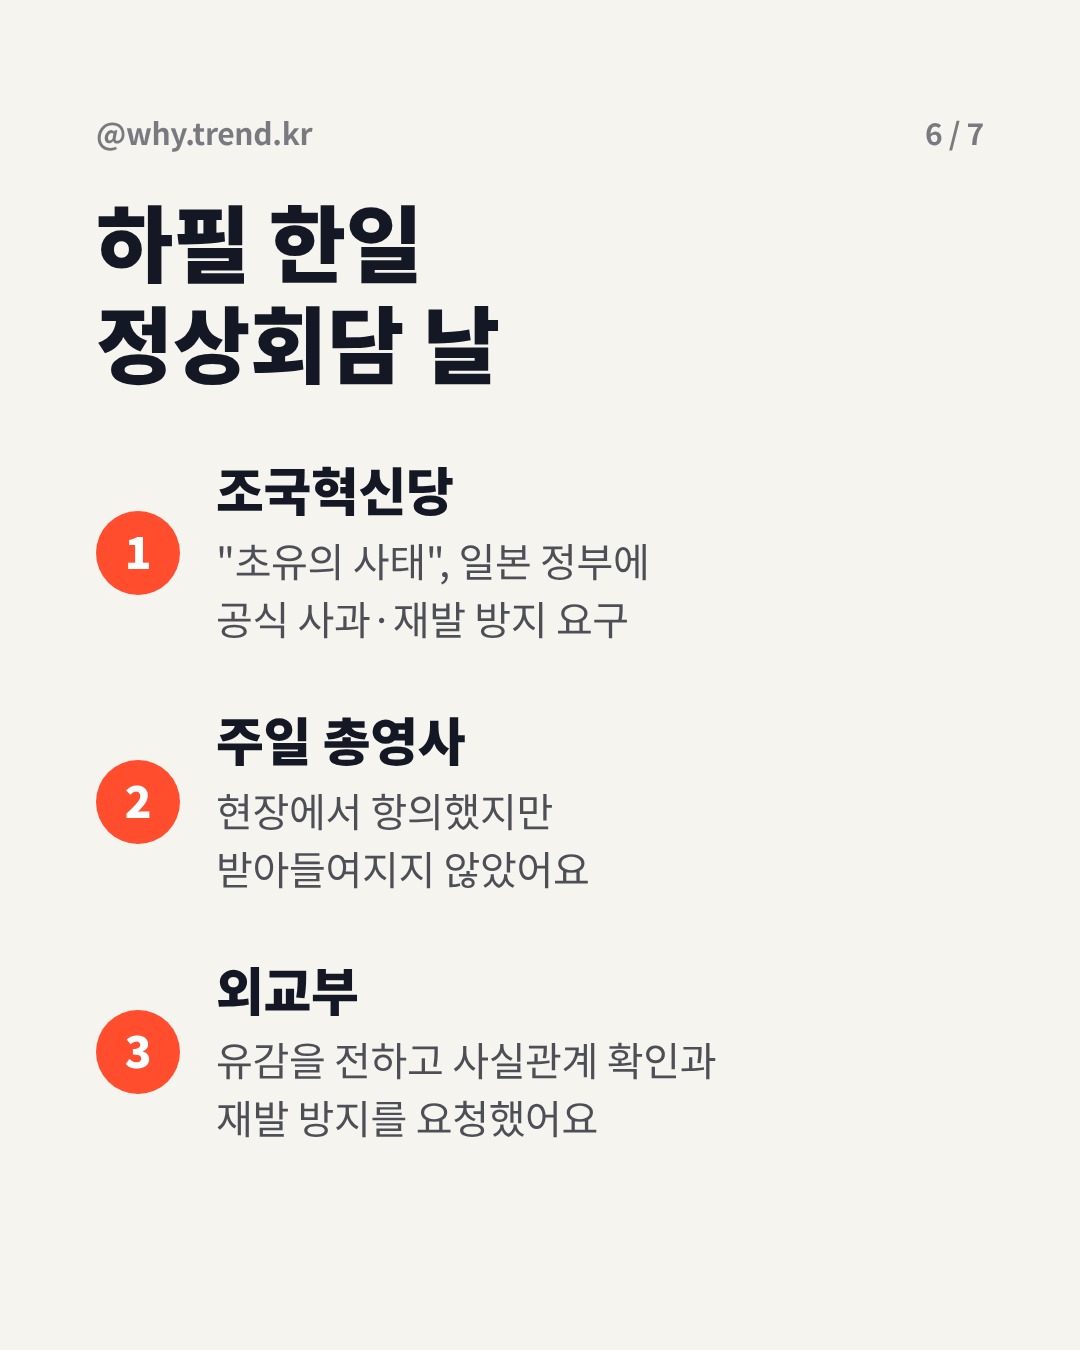 @why.trend.kr
6 / 7
하필 한일
정상회담 날
1
조국혁신당
"초유의 사태", 일본 정부에
공식 사과·재발 방지 요구
2
주일 총영사
현장에서 항의했지만
받아들여지지 않았어요
3
외교부
유감을 전하고 사실관계 확인과
재발 방지를 요청했어요